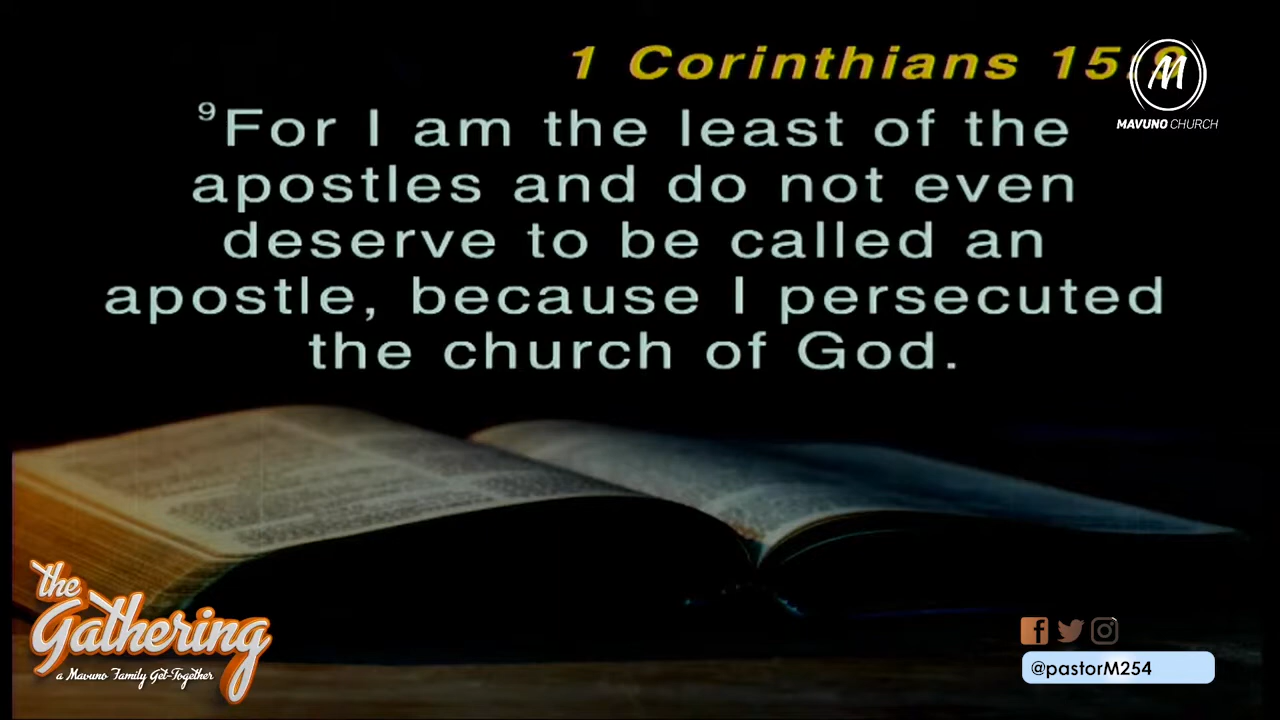 1 Corinthians 15:9
M
MAVUNO CHURCH
9For I am the least of the
apostles and do not even
deserve to be called an
apostle, because I persecuted
the church of God.
the
Gathering
a Mavuno Family Get-Together
@pastorM254